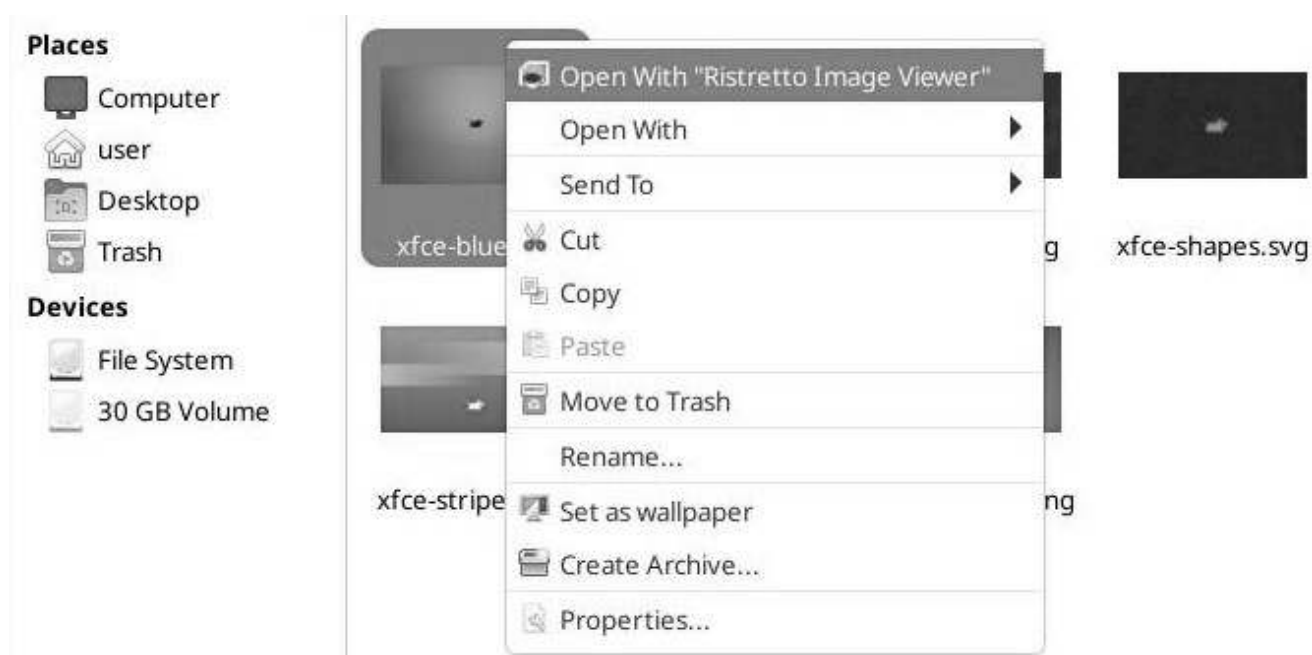 Places
Computer
user
Desktop
Trash
Devices
File System
30 GB Volume
xfce-blue
g
xfce-shapes.svg
xfce-stripe
ng
Open With "Ristretto Image Viewer"
Open With
Send To
Cut
Copy
Paste
Move to Trash
Rename...
Set as wallpaper
Create Archive...
Properties...